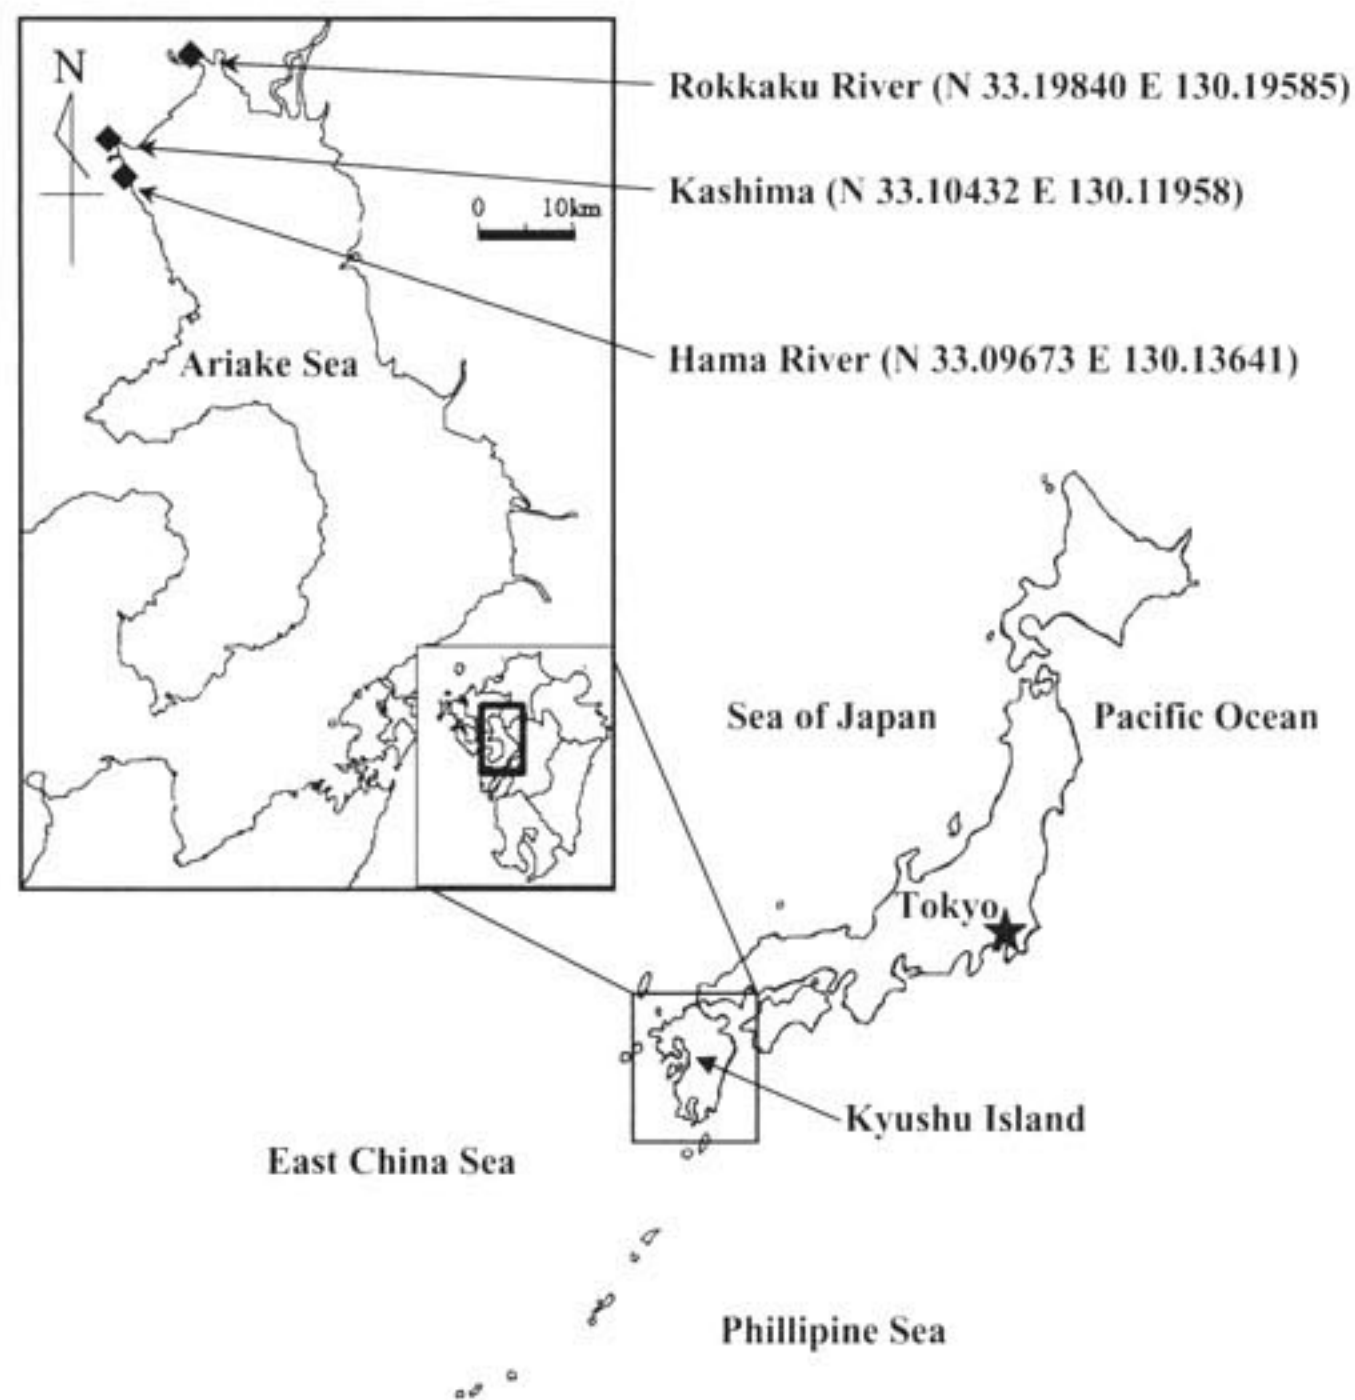 N
Rokkaku River (N 33.19840 E 130.19585)
Kashima (N 33.10432 E 130.11958)
0 10km
Hama River (N 33.09673 E 130.13641)
Ariake Sea
Sea of Japan
Pacific Ocean
Tokyo
Kyushu Island
East China Sea
Phillipine Sea